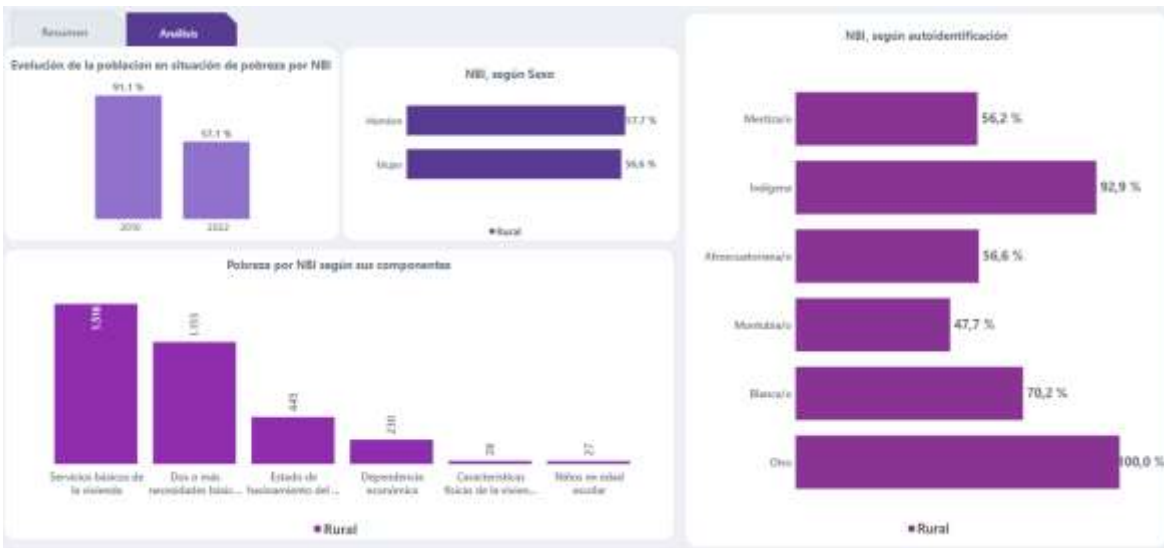 Resumen
Análisis
Evolución de la poblacion en situación de pobreza por NBI
91,1 %
57,1 %
2010
2022
NBI, según Sexo
Hombre
57,7 %
Mujer
56,6 %
Rural
Pobreza por NBI según sus componentes
1,516
1,155
445
230
28
27
Servicios básicos de
la vivienda
Dos o más
necesidades básic...
Estado de
hacinamiento del ...
Dependencia
económica
Características
físicas de la vivien...
Niños en edad
escolar
Rural
NBI, según autoidentificación
Mestiza/o
56,2 %
Indígena
92,9 %
Afroecuatoriana/o
56,6 %
Montubia/o
47,7 %
Blanca/o
70,2 %
Otro
100,0 %
Rural